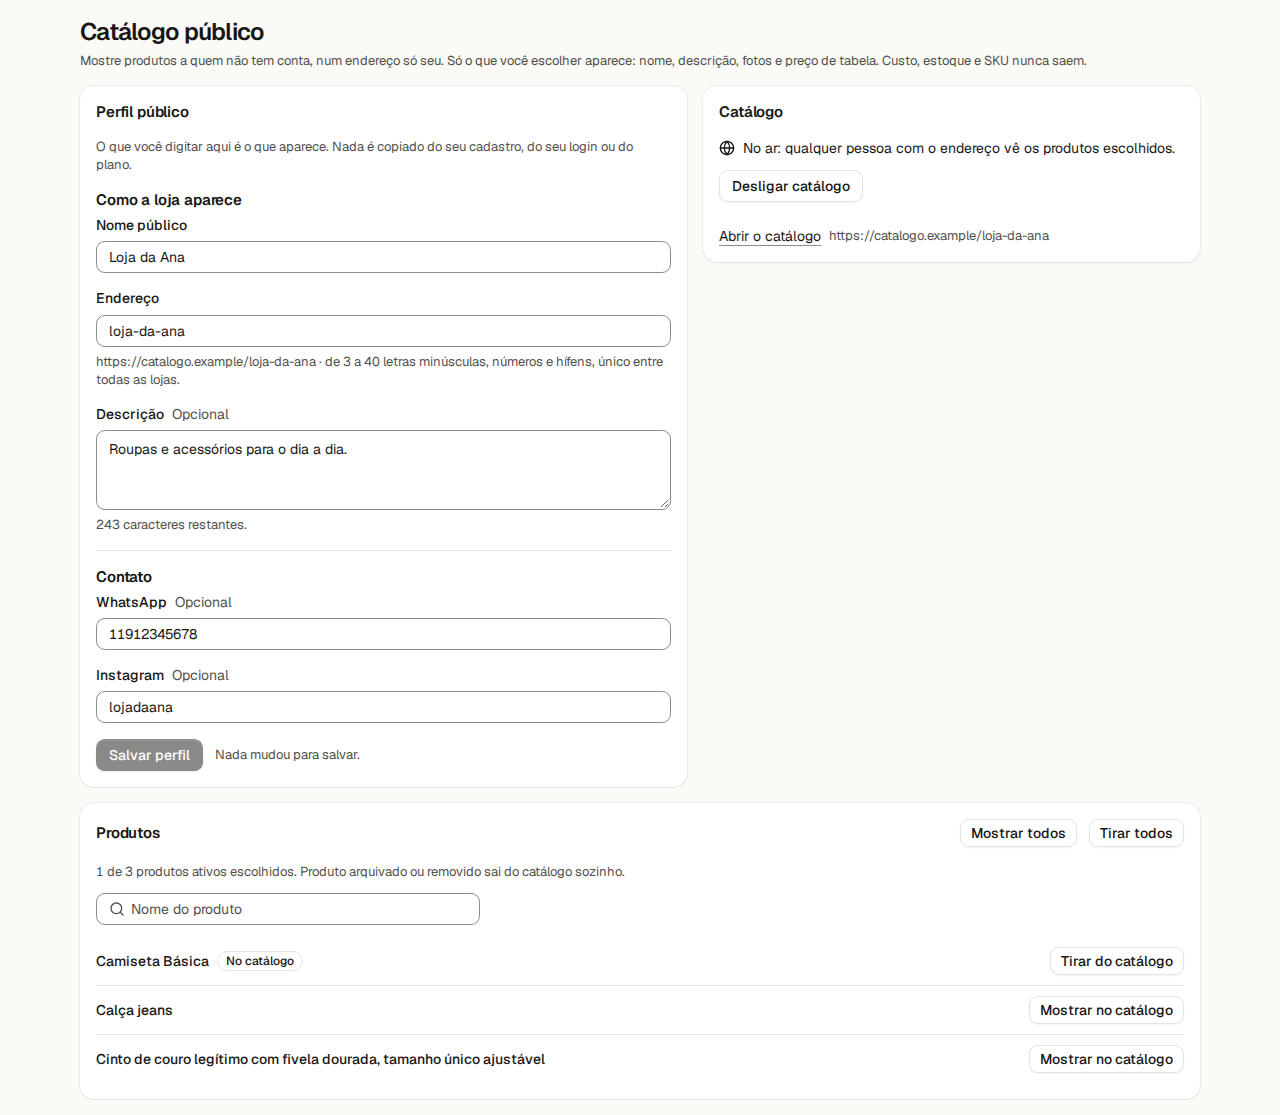 Catálogo público
Mostre produtos a quem não tem conta, num endereço só seu. Só o que você escolher aparece: nome, descrição, fotos e preço de tabela. Custo, estoque e SKU nunca saem.
Perfil público
O que você digitar aqui é o que aparece. Nada é copiado do seu cadastro, do seu login ou do
plano.
Como a loja aparece
Nome público
Loja da Ana
Endereço
loja-da-ana
https://catalogo.example/loja-da-ana · de 3 a 40 letras minúsculas, números e hífens, único entre
todas as lojas.
Descrição Opcional
Roupas e acessórios para o dia a dia.
243 caracteres restantes.
Contato
WhatsApp Opcional
11912345678
Instagram Opcional
lojadaana
Salvar perfil Nada mudou para salvar.
Catálogo
No ar: qualquer pessoa com o endereço vê os produtos escolhidos.
Desligar catálogo
Abrir o catálogo https://catalogo.example/loja-da-ana
Produtos Mostrar todos Tirar todos
1 de 3 produtos ativos escolhidos. Produto arquivado ou removido sai do catálogo sozinho.
Nome do produto
Camiseta Básica No catálogo Tirar do catálogo
Calça jeans Mostrar no catálogo
Cinto de couro legítimo com fivela dourada, tamanho único ajustável Mostrar no catálogo